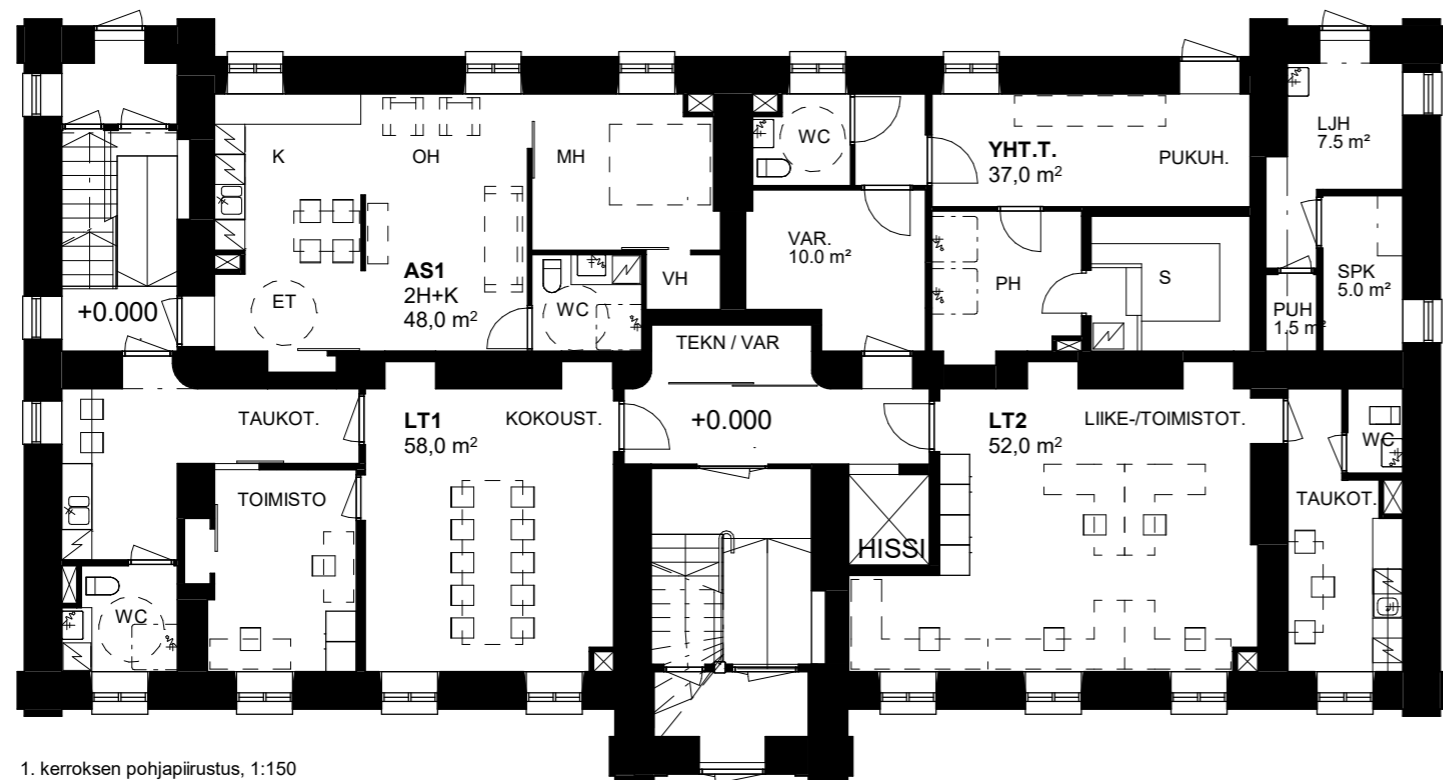 K
OH
MH
WC
YHT.T.
37,0 m²
PUKUH.
LJH
7.5 m²
AS1
2H+K
48,0 m²
VAR.
10.0 m²
ET
WC
VH
PH
S
SPK
5.0 m²
PUH
1,5 m²
+0.000
TEKN / VAR
TAUKOT.
LT1
58,0 m²
KOKOUST.
+0.000
LT2
52,0 m²
LIIKE-/TOIMISTOT.
WC
TOIMISTO
TAUKOT.
HISSI
WC
1. kerroksen pohjapiirustus, 1:150